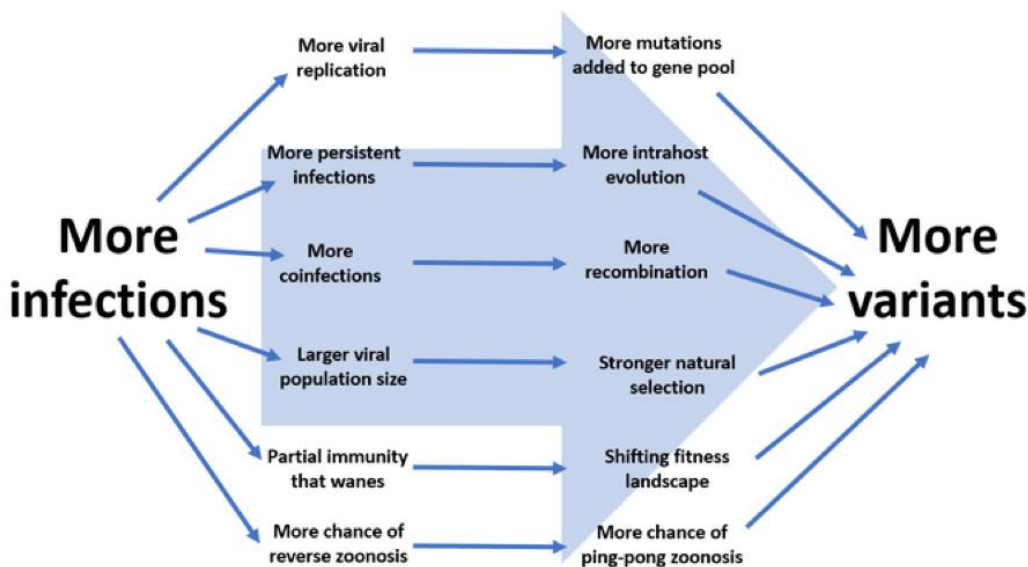 More viral
replication
More mutations
added to gene pool
More persistent
infections
More intrahost
evolution
More
infections
More
coinfections
More
recombination
More
variants
Larger viral
population size
Stronger natural
selection
Partial immunity
that wanes
Shifting fitness
landscape
More chance of
reverse zoonosis
More chance of
ping-pong zoonosis